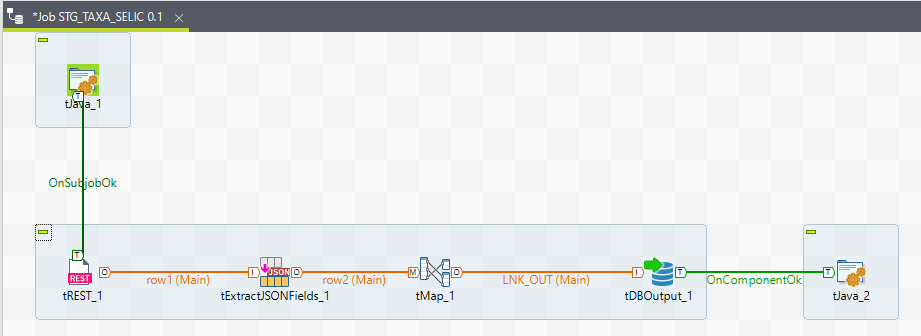 *Job STG_TAXA_SELIC 0.1
T
tJava_1
OnSubjobOk
T
REST
O
row1 (Main)
I
JSON
O
row2 (Main)
M
O
LNK_OUT (Main)
I
T
OnComponentOk
T
tREST_1
tExtractJSONFields_1
tMap_1
tDBOutput_1
tJava_2